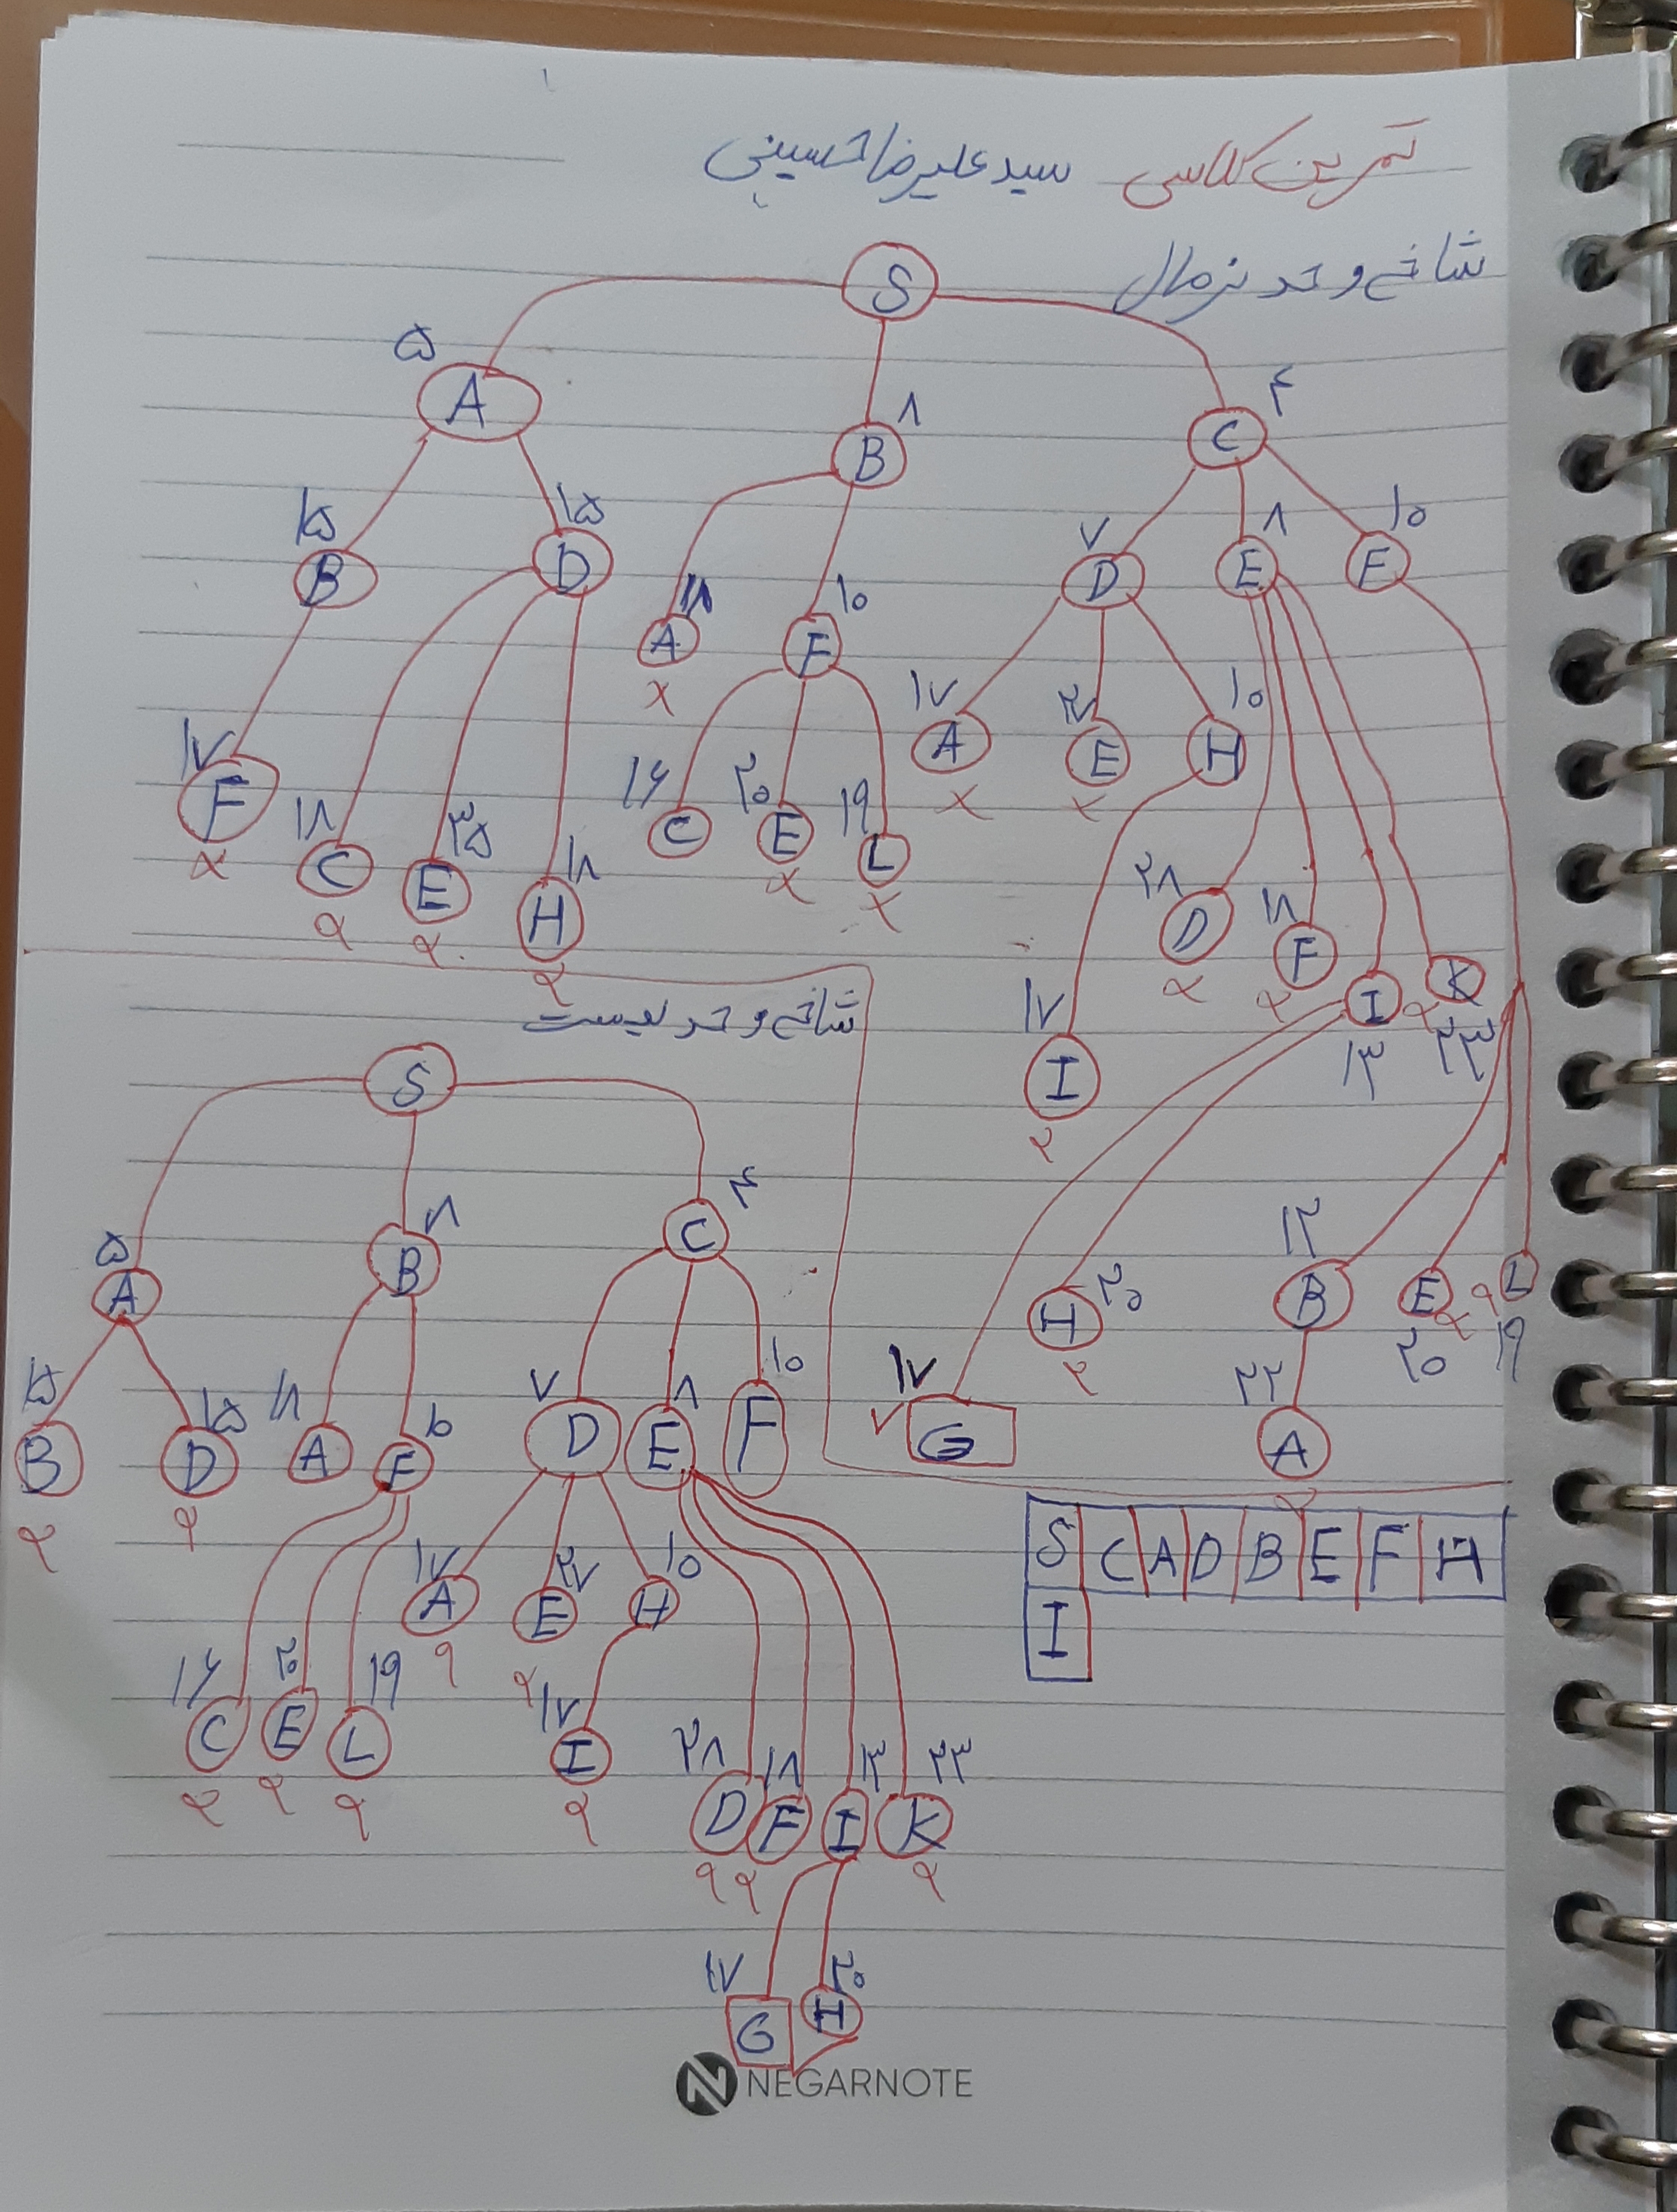 تمرین کلاسی سید علیرضا حسینی
شاخه و حد نرمال
S
۵ ۸ ۴
A B C
۱۵ ۱۵ ۱۸ ۱۰ ۷ ۸ ۱۰
B D A F D E F
x
۱۷ ۱۸ ۳۵ ۱۸ ۱۶ ۲۰ ۱۹ ۱۷ ۲۷ ۱۰
F C E H C E L A E H
x x x x
۲۸ ۱۸
D F I K
۱۳ ۲۳
۱۷
I
۲۰ ۱۲
H B E L
۲۰ ۱۹
۱۷ ۲۲
G A
شاخه و حد لیست
S
۵ ۸ ۴
A B C
۱۵ ۱۵ ۱۸ ۱۰ ۷ ۸ ۱۰
B D A F D E F
۱۶ ۲۰ ۱۹ ۱۷ ۲۷ ۱۰
C E L A E H
۱۷
I
۲۸ ۱۸ ۱۳ ۲۳
D F I K
۱۷ ۲۰
G H
S C A D B E F H
I
NEGARNOTE